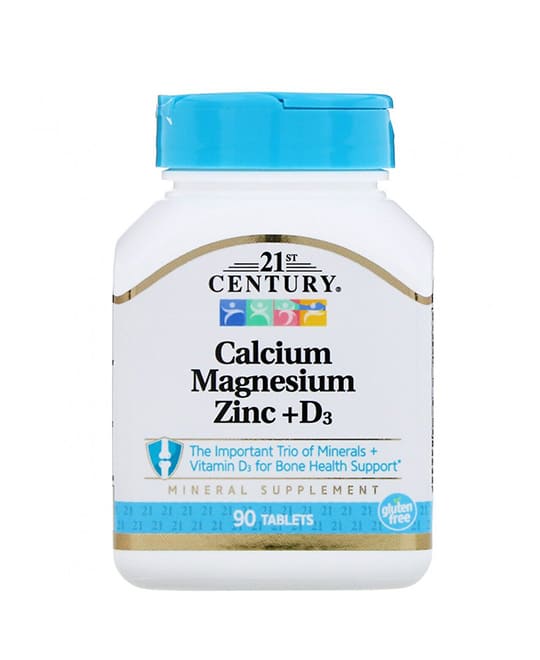 21ST
CENTURY®
Calcium
Magnesium
Zinc +D3
The Important Trio of Minerals +
Vitamin D3 for Bone Health Support*
MINERAL SUPPLEMENT
90 TABLETS
gluten
free